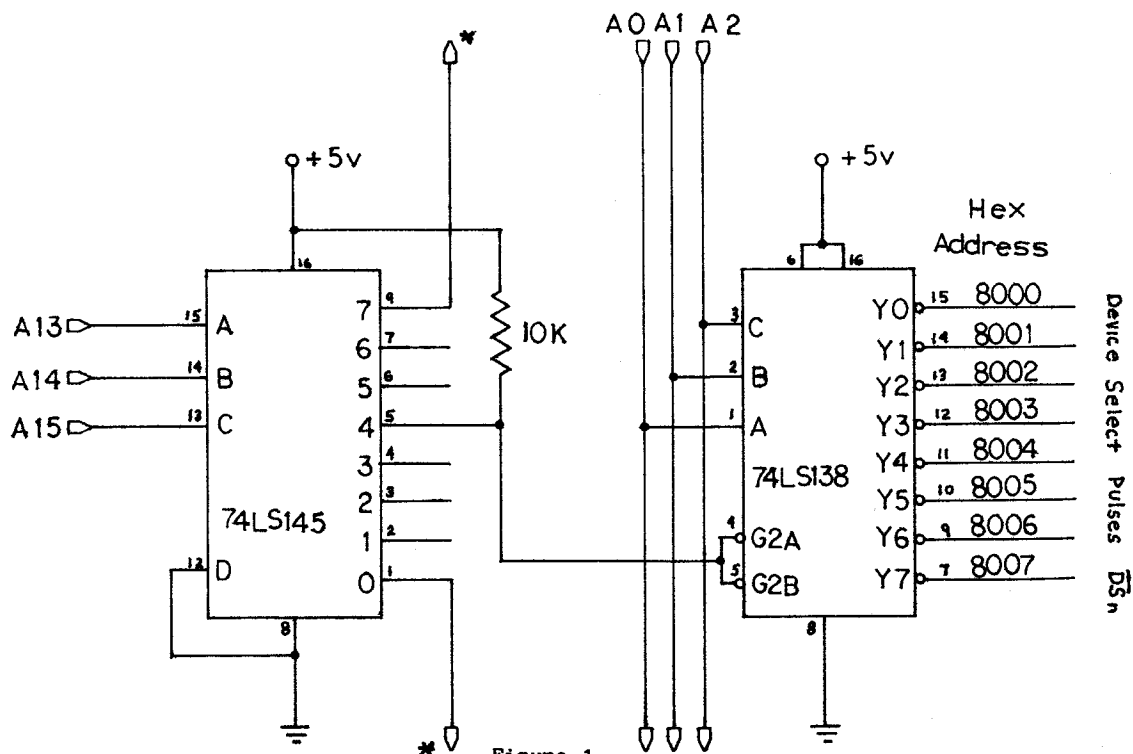 *
A0 A1 A2
+5v
+5v
Hex
Address
16
6 16
A13 15 A
7 9
6 7
10K
3 C
Y0 15 8000
Y1 14 8001
A14 14 B
5 6
2 B
Y2 13 8002
A15 13 C
4 5
1 A
Y3 12 8003
3 4
74LS138
Y4 11 8004
2 3
Y5 10 8005
74LS145
1 2
4 G2A
Y6 9 8006
12 D
0 1
5 G2B
Y7 7 8007
8
8
Device Select Pulses DSn
*
Figure 1